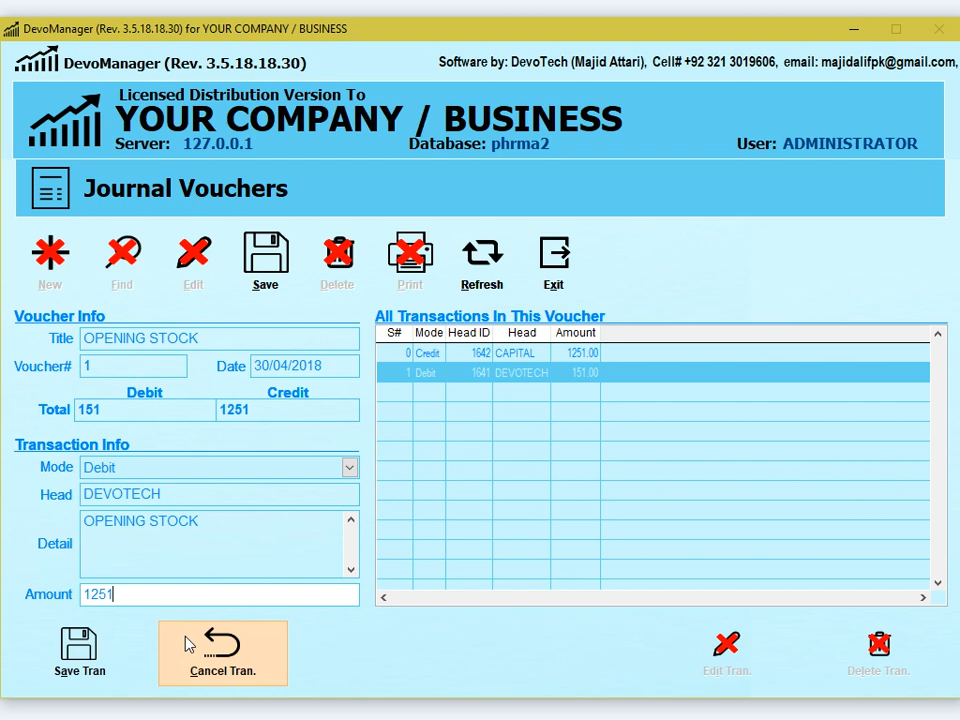 DevoManager (Rev. 3.5.18.18.30) for YOUR COMPANY / BUSINESS
DevoManager (Rev. 3.5.18.18.30)
Software by: DevoTech (Majid Attari), Cell# +92 321 3019606, email: majidalifpk@gmail.com,
Licensed Distribution Version To
YOUR COMPANY / BUSINESS
Server: 127.0.0.1 Database: phrma2 User: ADMINISTRATOR
Journal Vouchers
New Find Edit Save Delete Print Refresh Exit
Voucher Info
Title OPENING STOCK
Voucher# 1 Date 30/04/2018
Debit Credit
Total 151 1251
Transaction Info
Mode Debit
Head DEVOTECH
Detail OPENING STOCK
Amount 1251
Save Tran Cancel Tran.
All Transactions In This Voucher
S# Mode Head ID Head Amount
0 Credit 1642 CAPITAL 1251.00
1 Debit 1641 DEVOTECH 151.00
Edit Tran. Delete Tran.